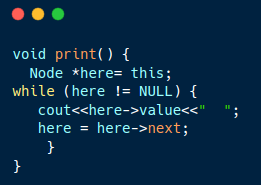 void print() {
  Node *here= this;
while (here != NULL) {
   cout<<here->value<<"  ";
   here = here->next;
    }
}